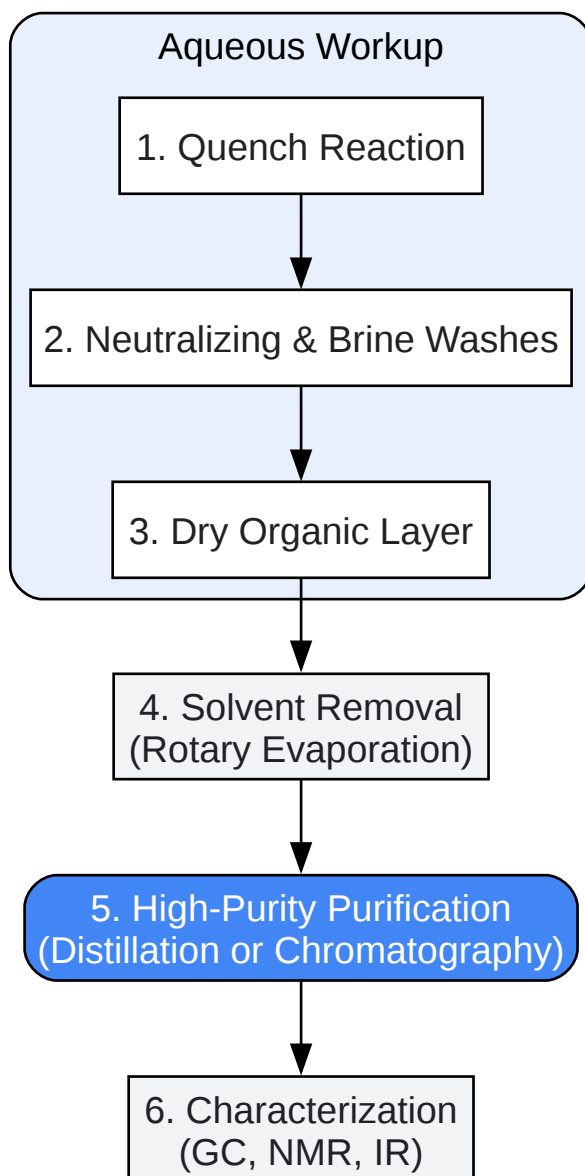 Aqueous Workup
1. Quench Reaction
2. Neutralizing & Brine Washes
3. Dry Organic Layer
4. Solvent Removal
(Rotary Evaporation)
5. High-Purity Purification
(Distillation or Chromatography)
6. Characterization
(GC, NMR, IR)